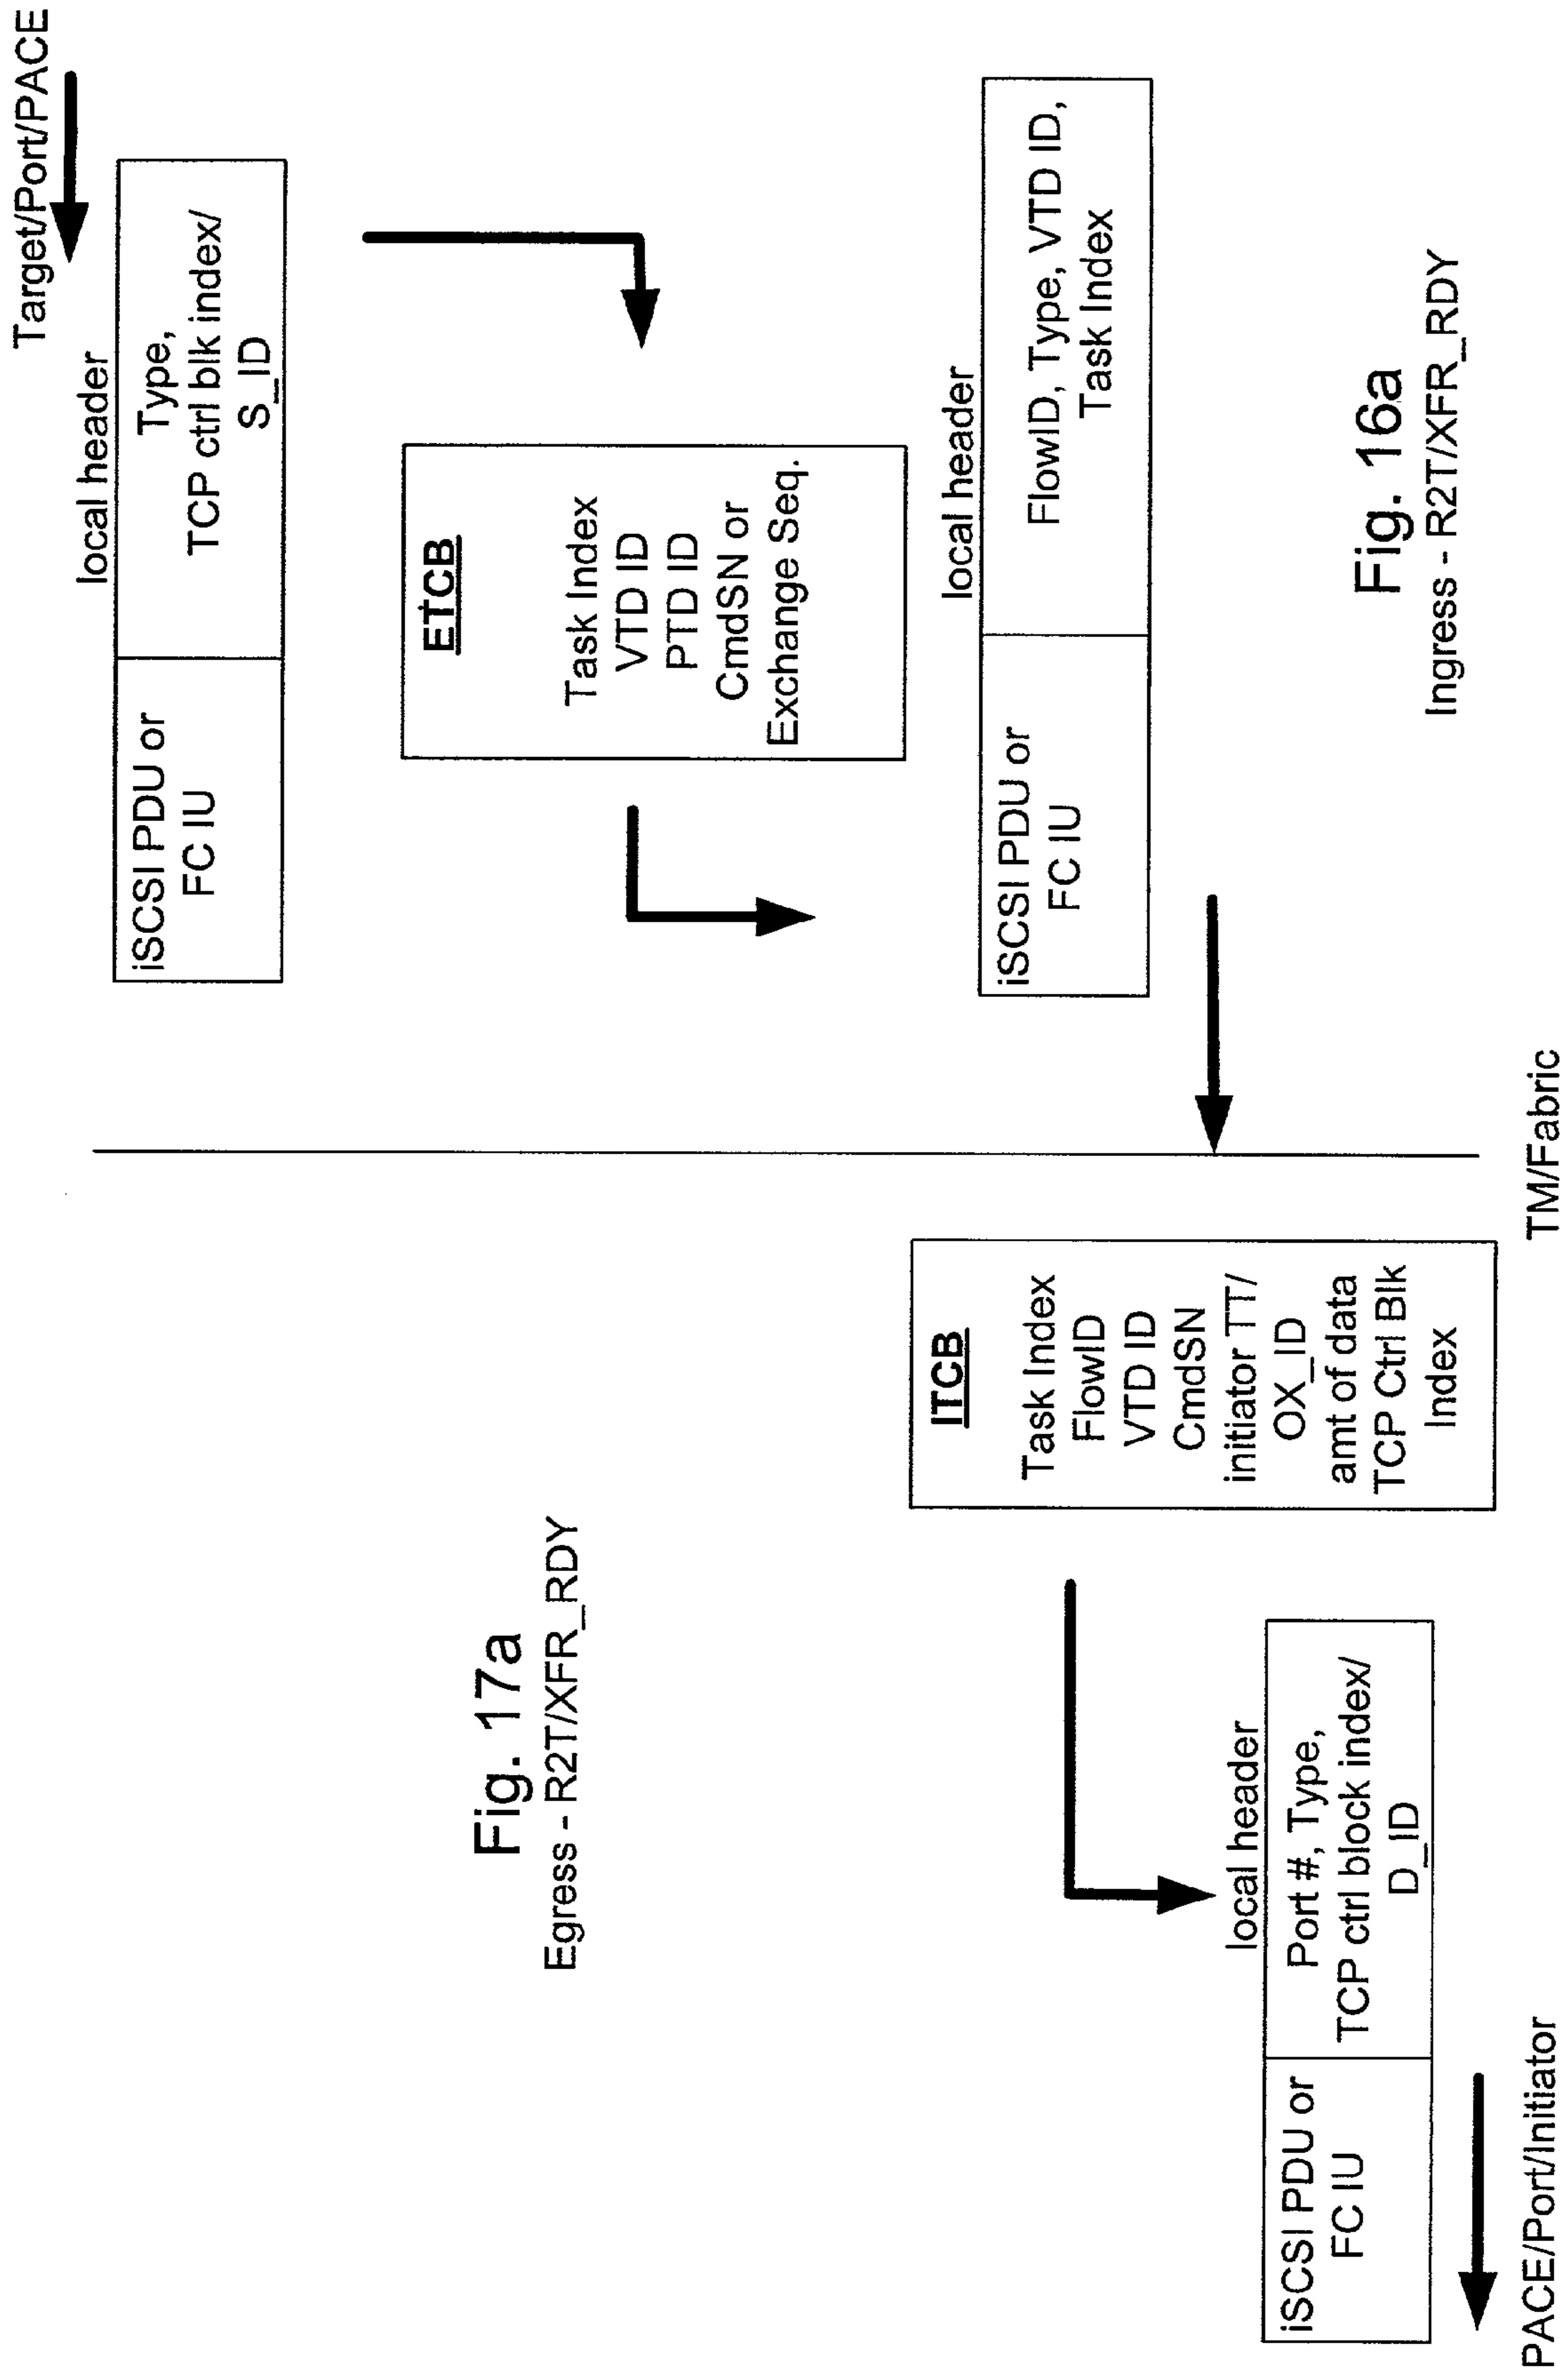 Target/Port/PACE
local header
iSCSI PDU or
FC IU
Type,
TCP ctrl blk index/
S_ID
ETCB
Task Index
VTD ID
PTD ID
CmdSN or
Exchange Seq.
local header
iSCSI PDU or
FC IU
FlowID, Type, VTD ID,
Task Index
Fig. 16a
Ingress - R2T/XFR_RDY
TM/Fabric
Fig. 17a
Egress - R2T/XFR_RDY
ITCB
Task Index
FlowID
VTD ID
CmdSN
initiator TT/
OX_ID
amt of data
TCP Ctrl Blk
Index
local header
iSCSI PDU or
FC IU
Port #, Type,
TCP ctrl block index/
D_ID
PACE/Port/Initiator